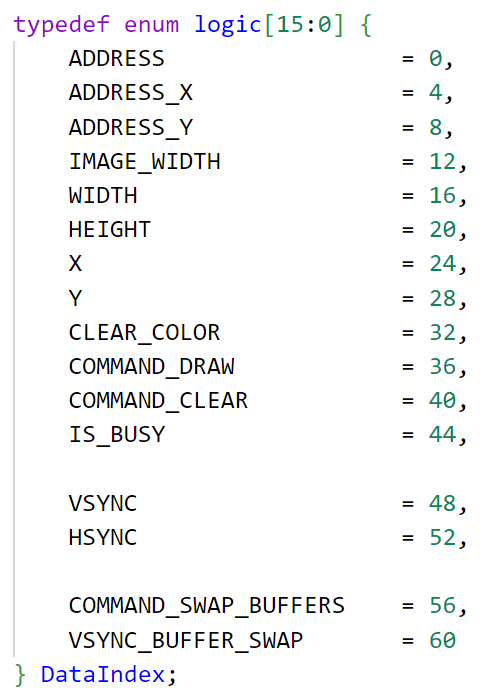 typedef enum logic[15:0] {
    ADDRESS                 = 0,
    ADDRESS_X               = 4,
    ADDRESS_Y               = 8,
    IMAGE_WIDTH             = 12,
    WIDTH                   = 16,
    HEIGHT                  = 20,
    X                       = 24,
    Y                       = 28,
    CLEAR_COLOR             = 32,
    COMMAND_DRAW            = 36,
    COMMAND_CLEAR           = 40,
    IS_BUSY                 = 44,

    VSYNC                   = 48,
    HSYNC                   = 52,

    COMMAND_SWAP_BUFFERS    = 56,
    VSYNC_BUFFER_SWAP       = 60
} DataIndex;